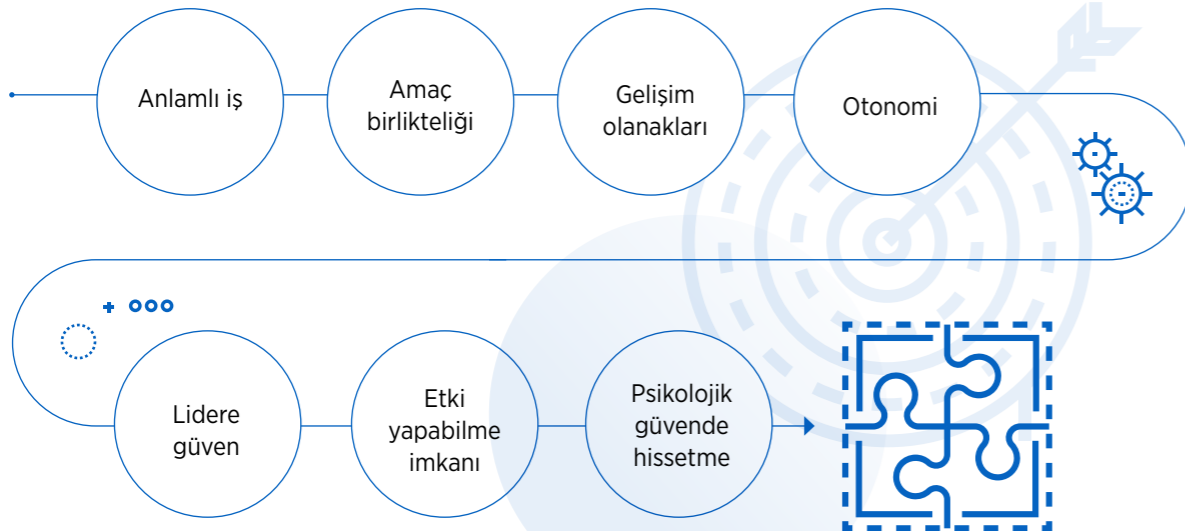 Anlamlı iş
Amaç
birlikteliği
Gelişim
olanakları
Otonomi
Lidere
güven
Etki
yapabilme
imkanı
Psikolojik
güvende
hissetme